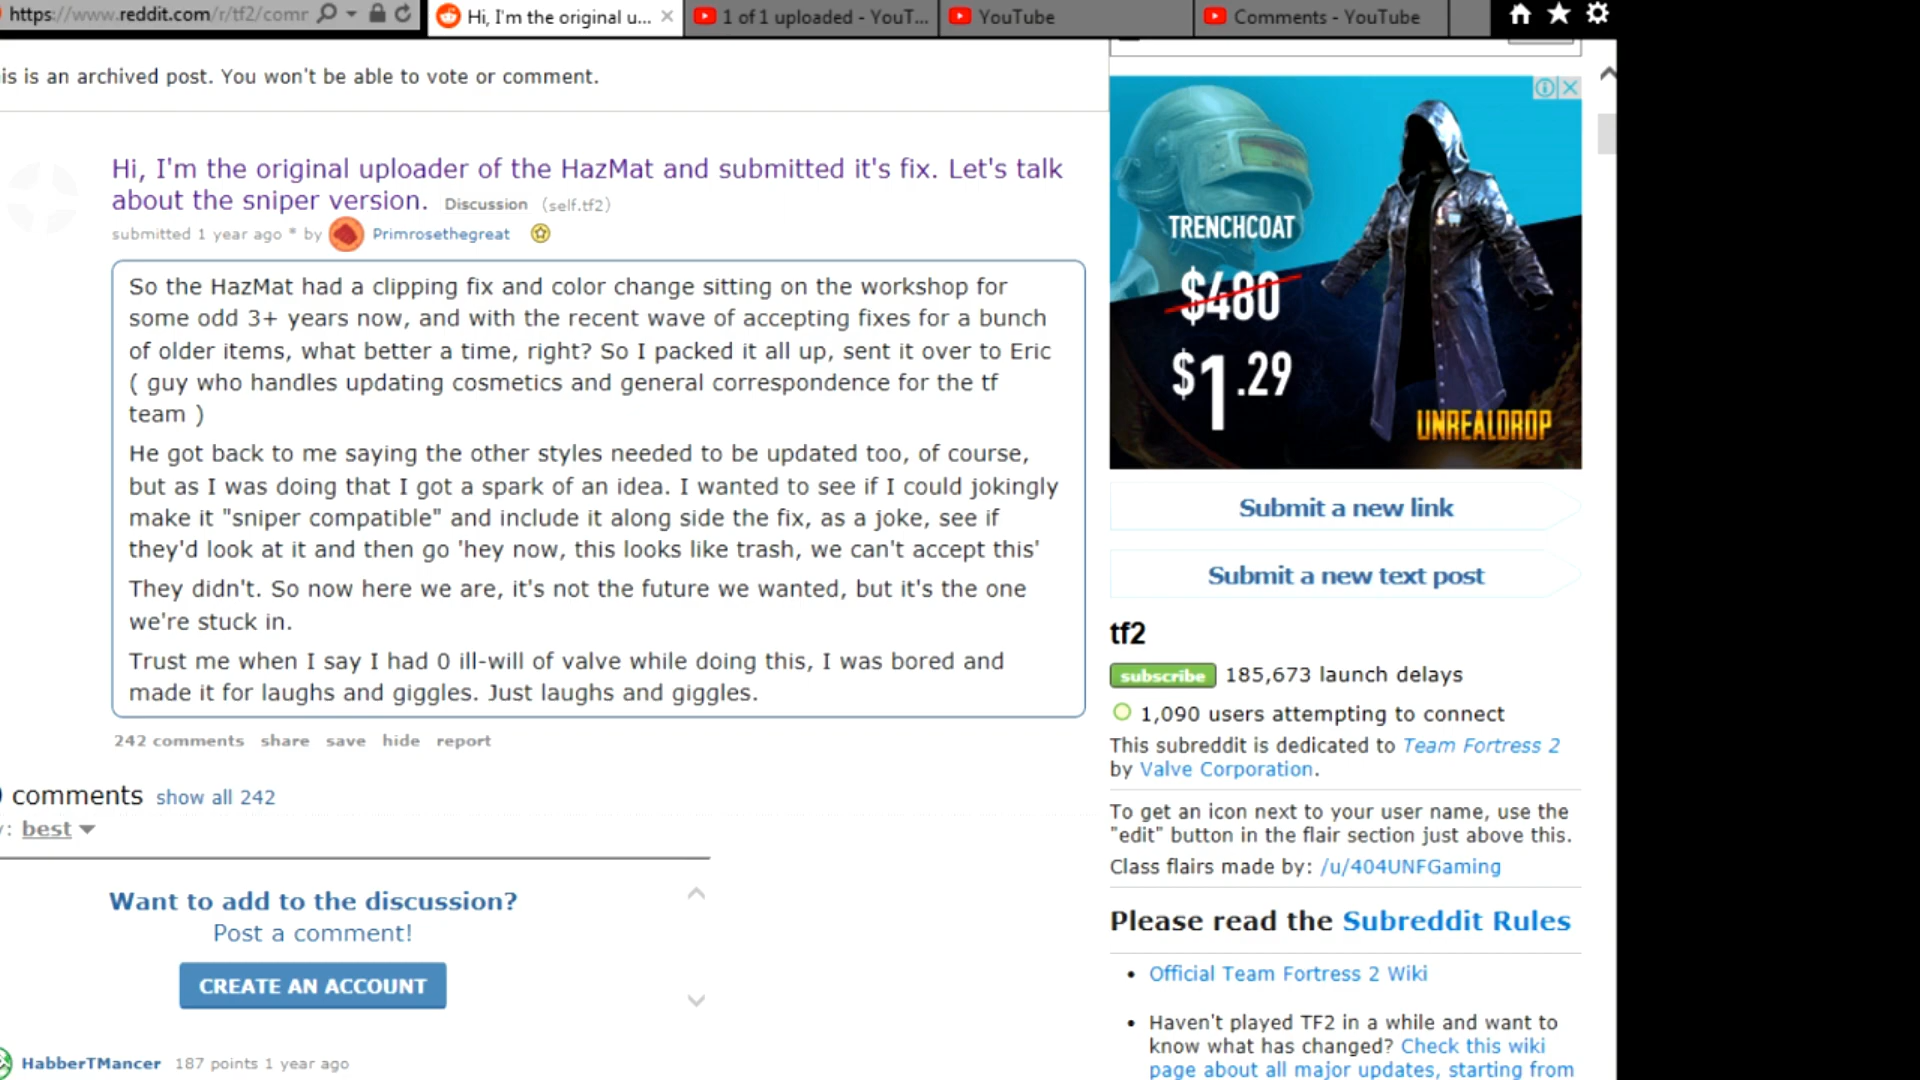 https://www.reddit.com/r/tf2/comr
Hi, I'm the original u...
1 of 1 uploaded - YouT...
YouTube
Comments - YouTube
is is an archived post. You won't be able to vote or comment.
Hi, I'm the original uploader of the HazMat and submitted it's fix. Let's talk
about the sniper version. Discussion (self.tf2)
submitted 1 year ago * by Primrosethegreat
So the HazMat had a clipping fix and color change sitting on the workshop for
some odd 3+ years now, and with the recent wave of accepting fixes for a bunch
of older items, what better a time, right? So I packed it all up, sent it over to Eric
( guy who handles updating cosmetics and general correspondence for the tf
team )
He got back to me saying the other styles needed to be updated too, of course,
but as I was doing that I got a spark of an idea. I wanted to see if I could jokingly
make it "sniper compatible" and include it along side the fix, as a joke, see if
they'd look at it and then go 'hey now, this looks like trash, we can't accept this'
They didn't. So now here we are, it's not the future we wanted, but it's the one
we're stuck in.
Trust me when I say I had 0 ill-will of valve while doing this, I was bored and
made it for laughs and giggles. Just laughs and giggles.
242 comments share save hide report
comments show all 242
: best
Want to add to the discussion?
Post a comment!
CREATE AN ACCOUNT
HabberTMancer 187 points 1 year ago
TRENCHCOAT
$480
$1.29
UNREALDROP
Submit a new link
Submit a new text post
tf2
subscribe 185,673 launch delays
1,090 users attempting to connect
This subreddit is dedicated to Team Fortress 2
by Valve Corporation.
To get an icon next to your user name, use the
"edit" button in the flair section just above this.
Class flairs made by: /u/404UNFGaming
Please read the Subreddit Rules
• Official Team Fortress 2 Wiki
• Haven't played TF2 in a while and want to
know what has changed? Check this wiki
page about all major updates, starting from